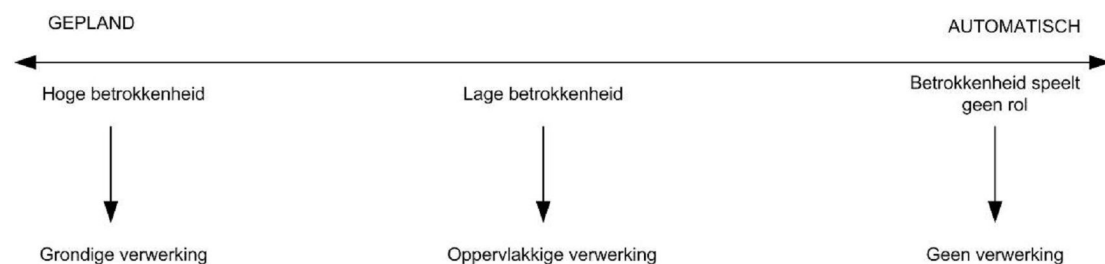 GEPLAND
AUTOMATISCH
Hoge betrokkenheid
Lage betrokkenheid
Betrokkenheid speelt
geen rol
Grondige verwerking
Oppervlakkige verwerking
Geen verwerking